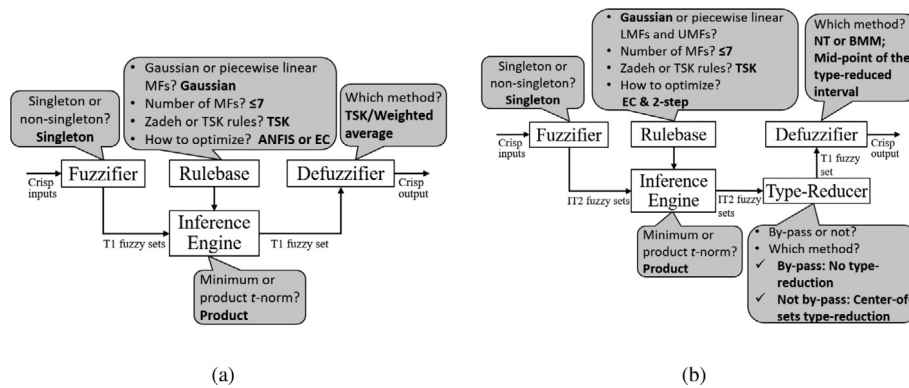 Singleton or
non-singleton?
Singleton
• Gaussian or piecewise linear
MFs? Gaussian
• Number of MFs? ≤7
• Zadeh or TSK rules? TSK
• How to optimize? ANFIS or EC
Which method?
TSK/Weighted
average
Crisp
inputs
Fuzzifier
Rulebase
Defuzzifier
Crisp
output
T1 fuzzy sets
Inference
Engine
T1 fuzzy set
Minimum or
product t-norm?
Product
(a)
Singleton or
non-singleton?
Singleton
• Gaussian or piecewise linear
LMFs and UMFs?
• Number of MFs? ≤7
• Zadeh or TSK rules? TSK
• How to optimize?
EC & 2-step
Which method?
NT or BMM;
Mid-point of the
type-reduced
interval
Crisp
inputs
Fuzzifier
Rulebase
Defuzzifier
Crisp
output
T1 fuzzy
set
IT2 fuzzy sets
Inference
Engine
IT2 fuzzy
sets
Type-Reducer
Minimum or
product t-norm?
Product
• By-pass or not?
• Which method?
✓ By-pass: No type-
reduction
✓ Not by-pass: Center-of-
sets type-reduction
(b)